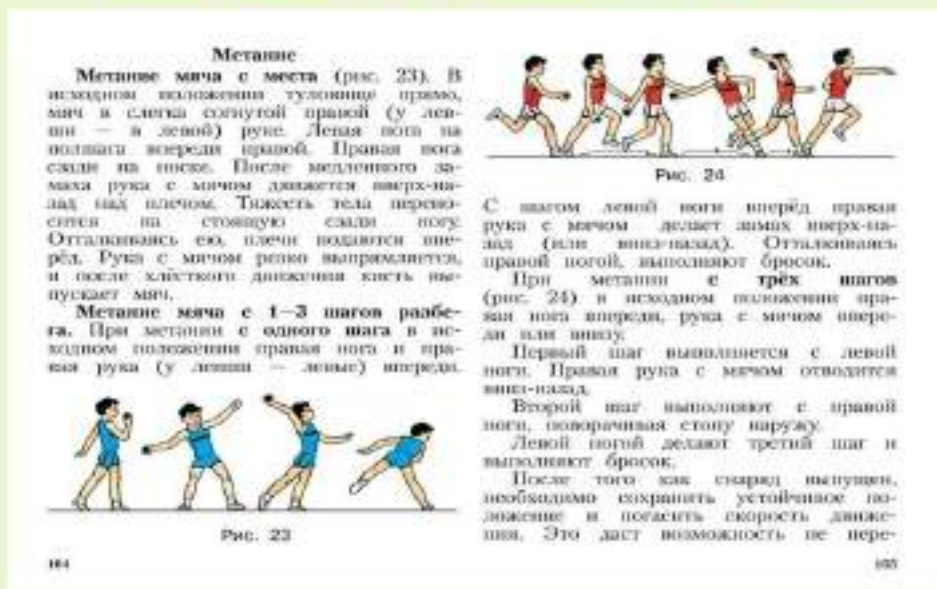 Метание
Метание мяча с места (рис. 23). В
исходном положении туловище прямо,
мяч в слегка согнутой правой (у лев-
ши — в левой) руке. Левая нога на
полшага впереди правой. Правая нога
сзади на носке. После медленного за-
маха рука с мячом движется вверх-на-
зад над плечом. Тяжесть тела перено-
сится на стоящую сзади ногу.
Отталкиваясь ею, плечи подаются впе-
рёд. Рука с мячом резко выпрямляется,
и после хлёсткого движения кисть вы-
пускает мяч.
Метание мяча с 1—3 шагов разбе-
га. При метании с одного шага в ис-
ходном положении правая нога и пра-
вая рука (у левши — левые) впереди.
Рис. 23
104
Рис. 24
С шагом левой ноги вперёд правая
рука с мячом делает замах вверх-на-
зад (или вниз-назад). Отталкиваясь
правой ногой, выполняют бросок.
При метании с трёх шагов
(рис. 24) в исходном положении пра-
вая нога впереди, рука с мячом впере-
ди или внизу.
Первый шаг выполняется с левой
ноги. Правая рука с мячом отводится
вниз-назад.
Второй шаг выполняют с правой
ноги, поворачивая стопу наружу.
Левой ногой делают третий шаг и
выполняют бросок.
После того как снаряд выпущен,
необходимо сохранить устойчивое по-
ложение и погасить скорость движе-
ния. Это даст возможность не пере-
105